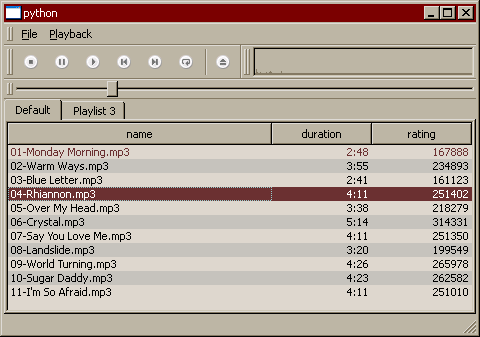 python
File Playback
Default Playlist 3
name duration rating
01-Monday Morning.mp3 2:48 167888
02-Warm Ways.mp3 3:55 234893
03-Blue Letter.mp3 2:41 161123
04-Rhiannon.mp3 4:11 251402
05-Over My Head.mp3 3:38 218279
06-Crystal.mp3 5:14 314331
07-Say You Love Me.mp3 4:11 251350
08-Landslide.mp3 3:20 199549
09-World Turning.mp3 4:26 265978
10-Sugar Daddy.mp3 4:23 262582
11-I'm So Afraid.mp3 4:11 251010